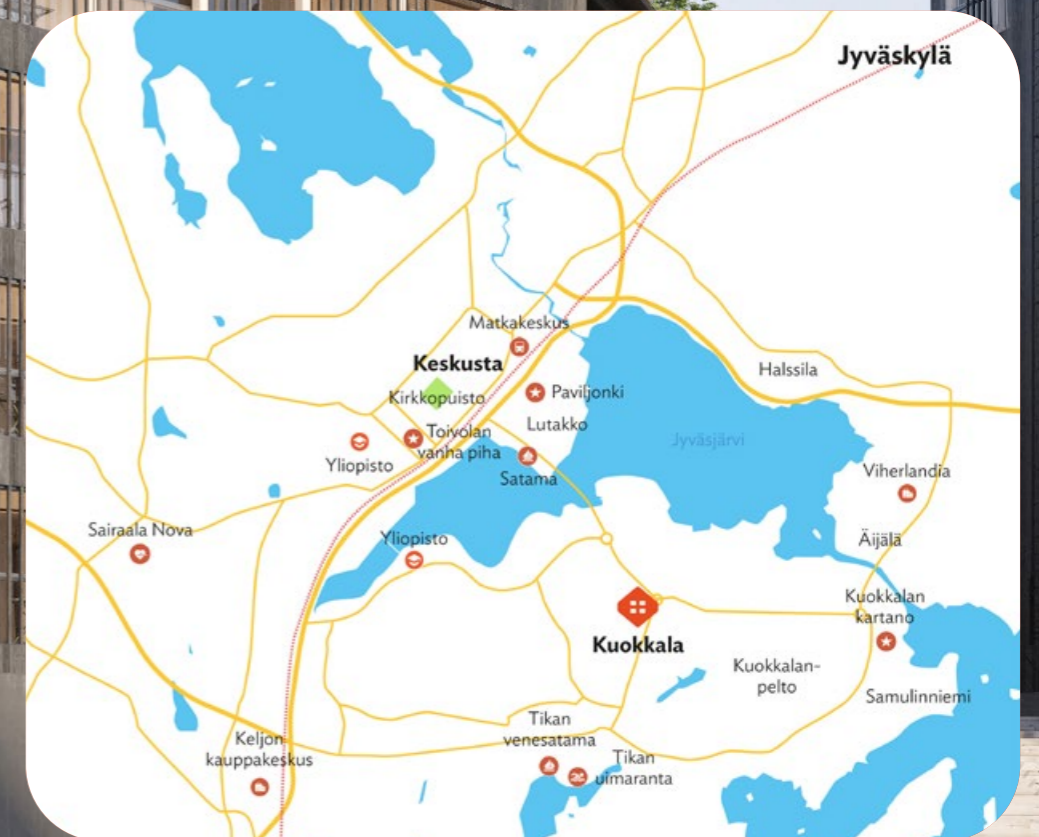 Jyväskylä
Matkakeskus
Keskusta
Kirkkopuisto
Paviljonki
Halssila
Toivolan
vanha piha
Lutakko
Jyväsjärvi
Yliopisto
Satama
Viherlandia
Sairaala Nova
Yliopisto
Äijälä
Kuokkalan
kartano
Kuokkala
Kuokkalan-
pelto
Samulinniemi
Tikan
venesatama
Keljon
kauppakeskus
Tikan
uimaranta